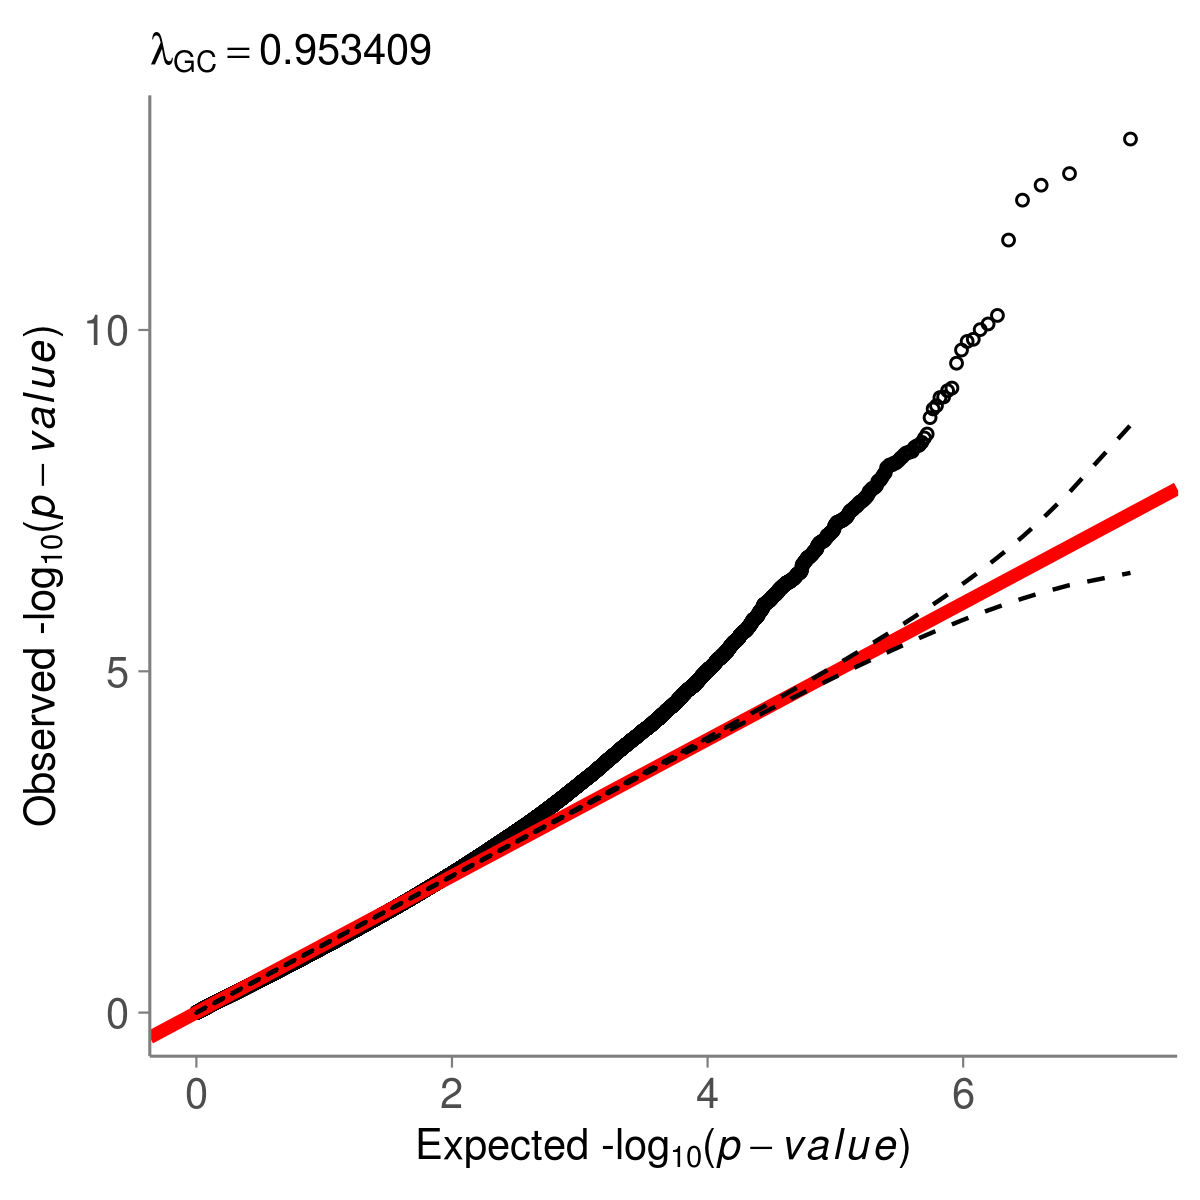 λGC = 0.953409
10
5
0
Observed -log10(p − value)
0 2 4 6
Expected -log10(p − value)